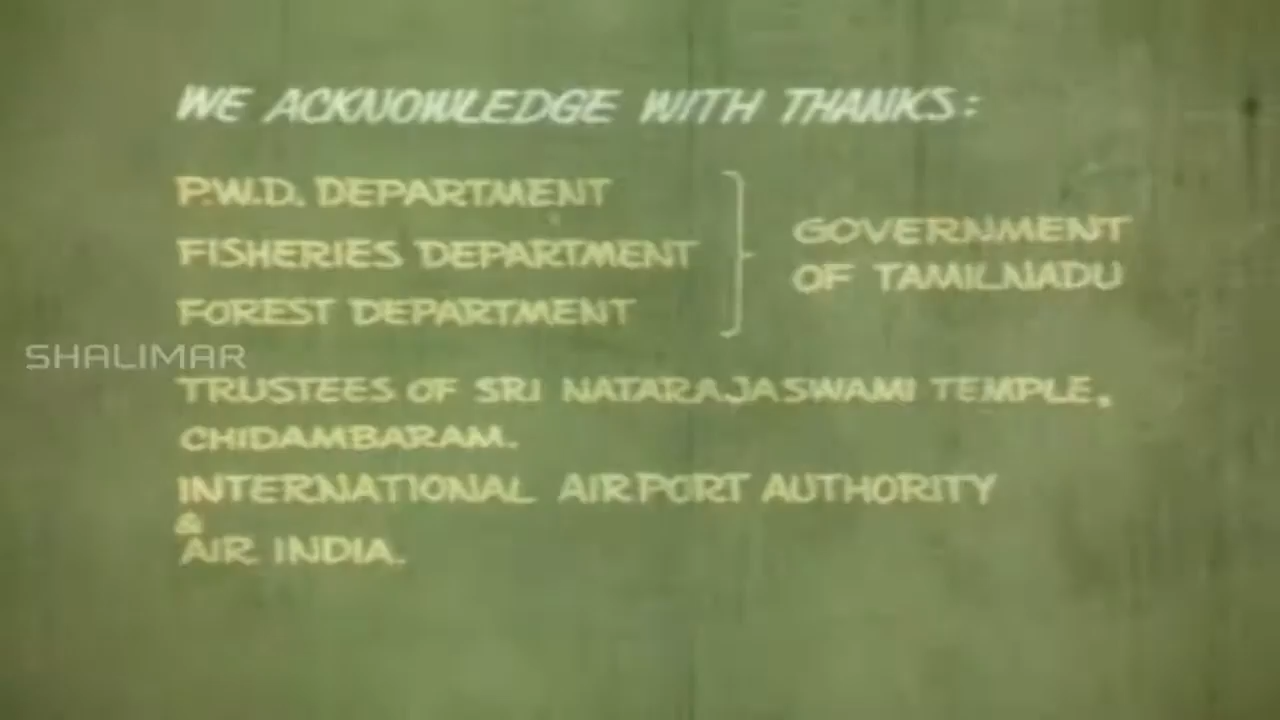 WE ACKNOWLEDGE WITH THANKS:
P.W.D. DEPARTMENT
FISHERIES DEPARTMENT
FOREST DEPARTMENT
GOVERNMENT
OF TAMILNADU
SHALIMAR
TRUSTEES OF SRI NATARAJASWAMI TEMPLE,
CHIDAMBARAM.
INTERNATIONAL AIRPORT AUTHORITY
&
AIR INDIA.